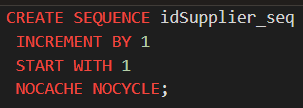 CREATE SEQUENCE idSupplier_seq
INCREMENT BY 1
START WITH 1
NOCACHE NOCYCLE;